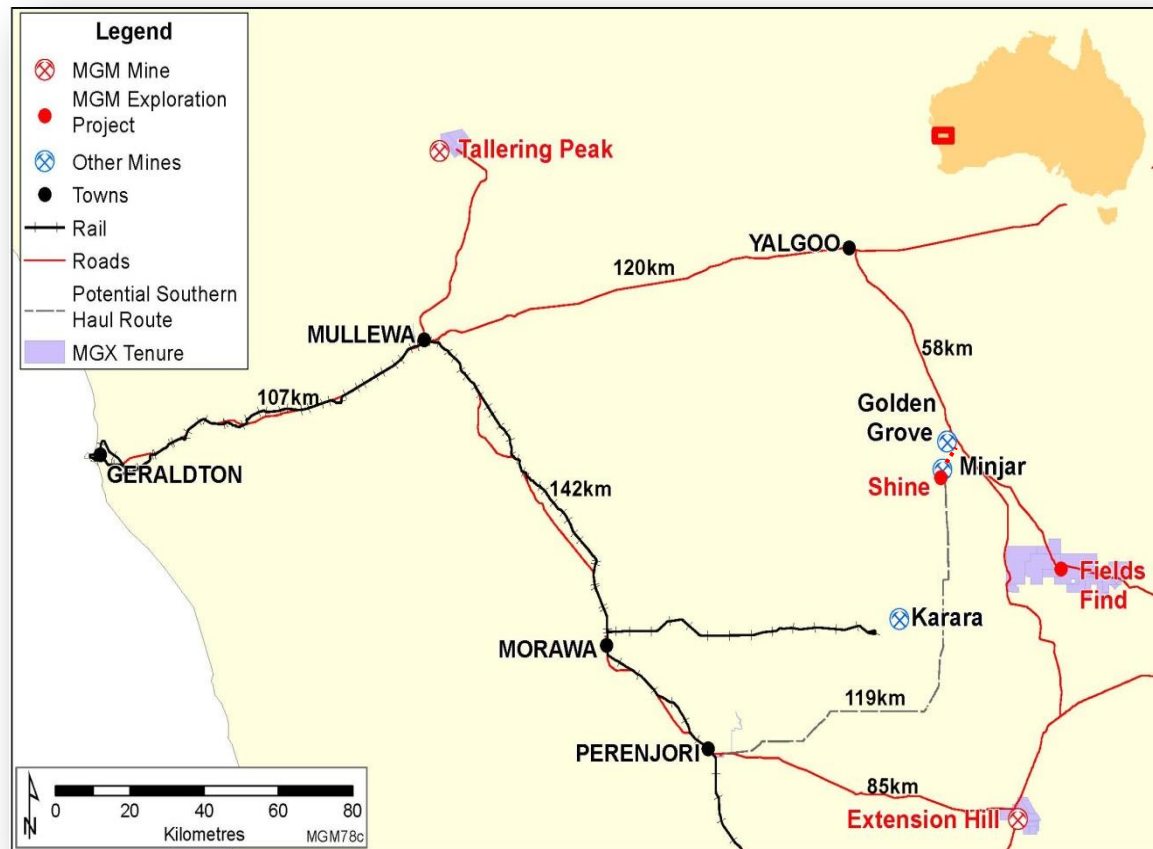 Legend
MGM Mine
MGM Exploration
Project
Other Mines
Towns
Rail
Roads
Potential Southern
Haul Route
MGX Tenure
Tallering Peak
YALGOO
120km
MULLEWA
58km
107km
Golden
Grove
GERALDTON
Minjar
Shine
142km
Fields
Find
Karara
MORAWA
119km
PERENJORI
85km
Extension Hill
N
0 20 40 60 80
Kilometres
MGM78c